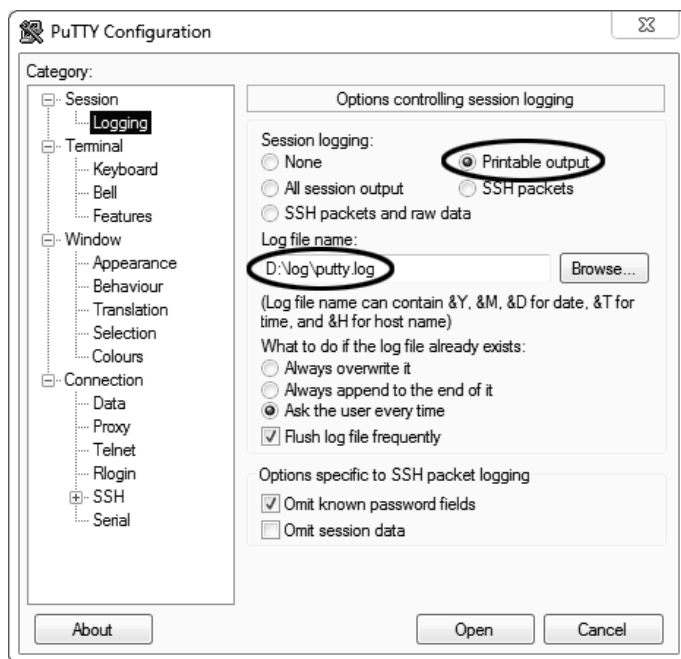 PuTTY Configuration
Category:
Session
Logging
Terminal
Keyboard
Bell
Features
Window
Appearance
Behaviour
Translation
Selection
Colours
Connection
Data
Proxy
Telnet
Rlogin
SSH
Serial
Options controlling session logging
Session logging:
None
Printable output
All session output
SSH packets
SSH packets and raw data
Log file name:
D:\log\putty.log
Browse...
(Log file name can contain &Y, &M, &D for date, &T for
time, and &H for host name)
What to do if the log file already exists:
Always overwrite it
Always append to the end of it
Ask the user every time
Flush log file frequently
Options specific to SSH packet logging
Omit known password fields
Omit session data
About
Open
Cancel